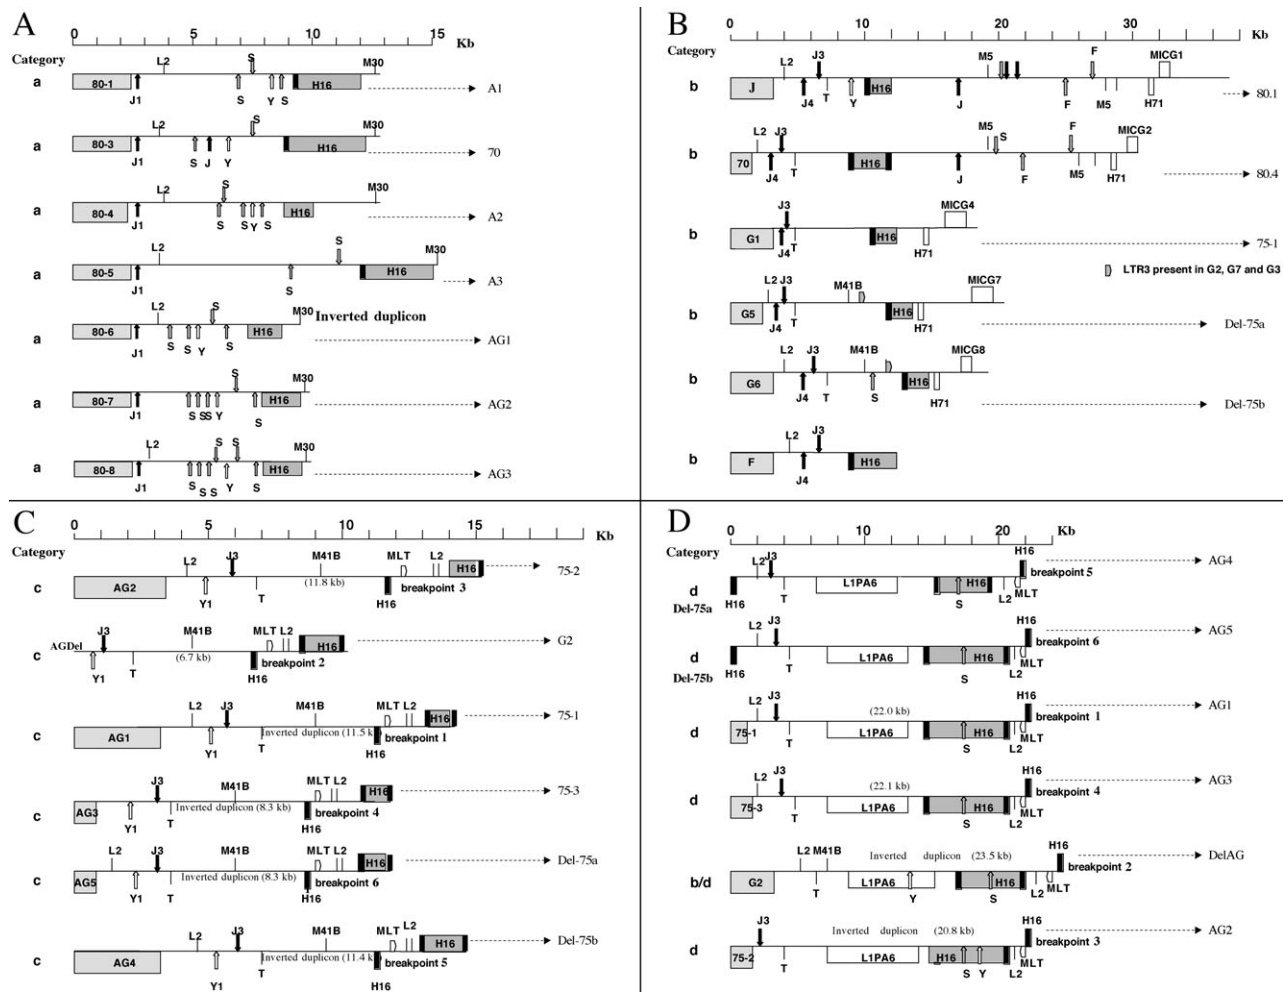 A
0 5 10 15 Kb
Category
a 80-1 J1 L2 S S Y S H16 M30 A1
a 80-3 J1 L2 S J Y S H16 M30 70
a 80-4 J1 L2 S S S Y S H16 M30 A2
a 80-5 J1 L2 S S H16 M30 A3
Inverted duplicon
a 80-6 J1 L2 S S Y S S H16 M30 AG1
a 80-7 J1 S S S Y S S H16 M30 AG2
a 80-8 J1 L2 S S S S Y S S H16 M30 AG3
B
0 10 20 30 Kb
Category
b J L2 J4 J3 T Y H16 J M5 F F M5 MICG1 H71 80.1
b 70 L2 J4 J3 T H16 J M5 S F F M5 H71 MICG2 80.4
b G1 J3 J4 T H16 H71 MICG4 75-1
LTR3 present in G2, G7 and G3
b G5 L2 J4 J3 T M41B H16 H71 MICG7 Del-75a
b G6 L2 J4 J3 T M41B S H16 H71 MICG8 Del-75b
b F L2 J4 J3 H16
C
0 5 10 15 Kb
Category
c AG2 L2 Y1 J3 T M41B (11.8 kb) H16 MLT L2 H16 breakpoint 3 75-2
c AGDel Y1 J3 T M41B (6.7 kb) H16 MLT L2 H16 breakpoint 2 G2
c AG1 L2 Y1 J3 T M41B Inverted duplicon (11.5 kb) H16 MLT L2 H16 breakpoint 1 75-1
c AG3 Y1 J3 T M41B Inverted duplicon (8.3 kb) H16 MLT L2 H16 breakpoint 4 75-3
c AG5 L2 Y1 J3 T M41B Inverted duplicon (8.3 kb) H16 MLT L2 H16 breakpoint 6 Del-75a
c AG4 L2 Y1 J3 T M41B Inverted duplicon (11.4 kb) H16 MLT L2 H16 breakpoint 5 Del-75b
D
0 10 20 Kb
Category
d Del-75a H16 L2 J3 T L1PA6 S H16 L2 MLT H16 breakpoint 5 AG4
d Del-75b H16 L2 J3 T L1PA6 S H16 L2 MLT H16 breakpoint 6 AG5
d 75-1 L2 J3 T L1PA6 (22.0 kb) S H16 L2 MLT H16 breakpoint 1 AG1
d 75-3 L2 J3 T L1PA6 (22.1 kb) S H16 L2 MLT H16 breakpoint 4 AG3
b/d G2 L2 M41B T L1PA6 Y Inverted duplicon (23.5 kb) S H16 L2 MLT H16 breakpoint 2 DelAG
d 75-2 J3 T L1PA6 Inverted duplicon (20.8 kb) H16 S Y L2 MLT H16 breakpoint 3 AG2